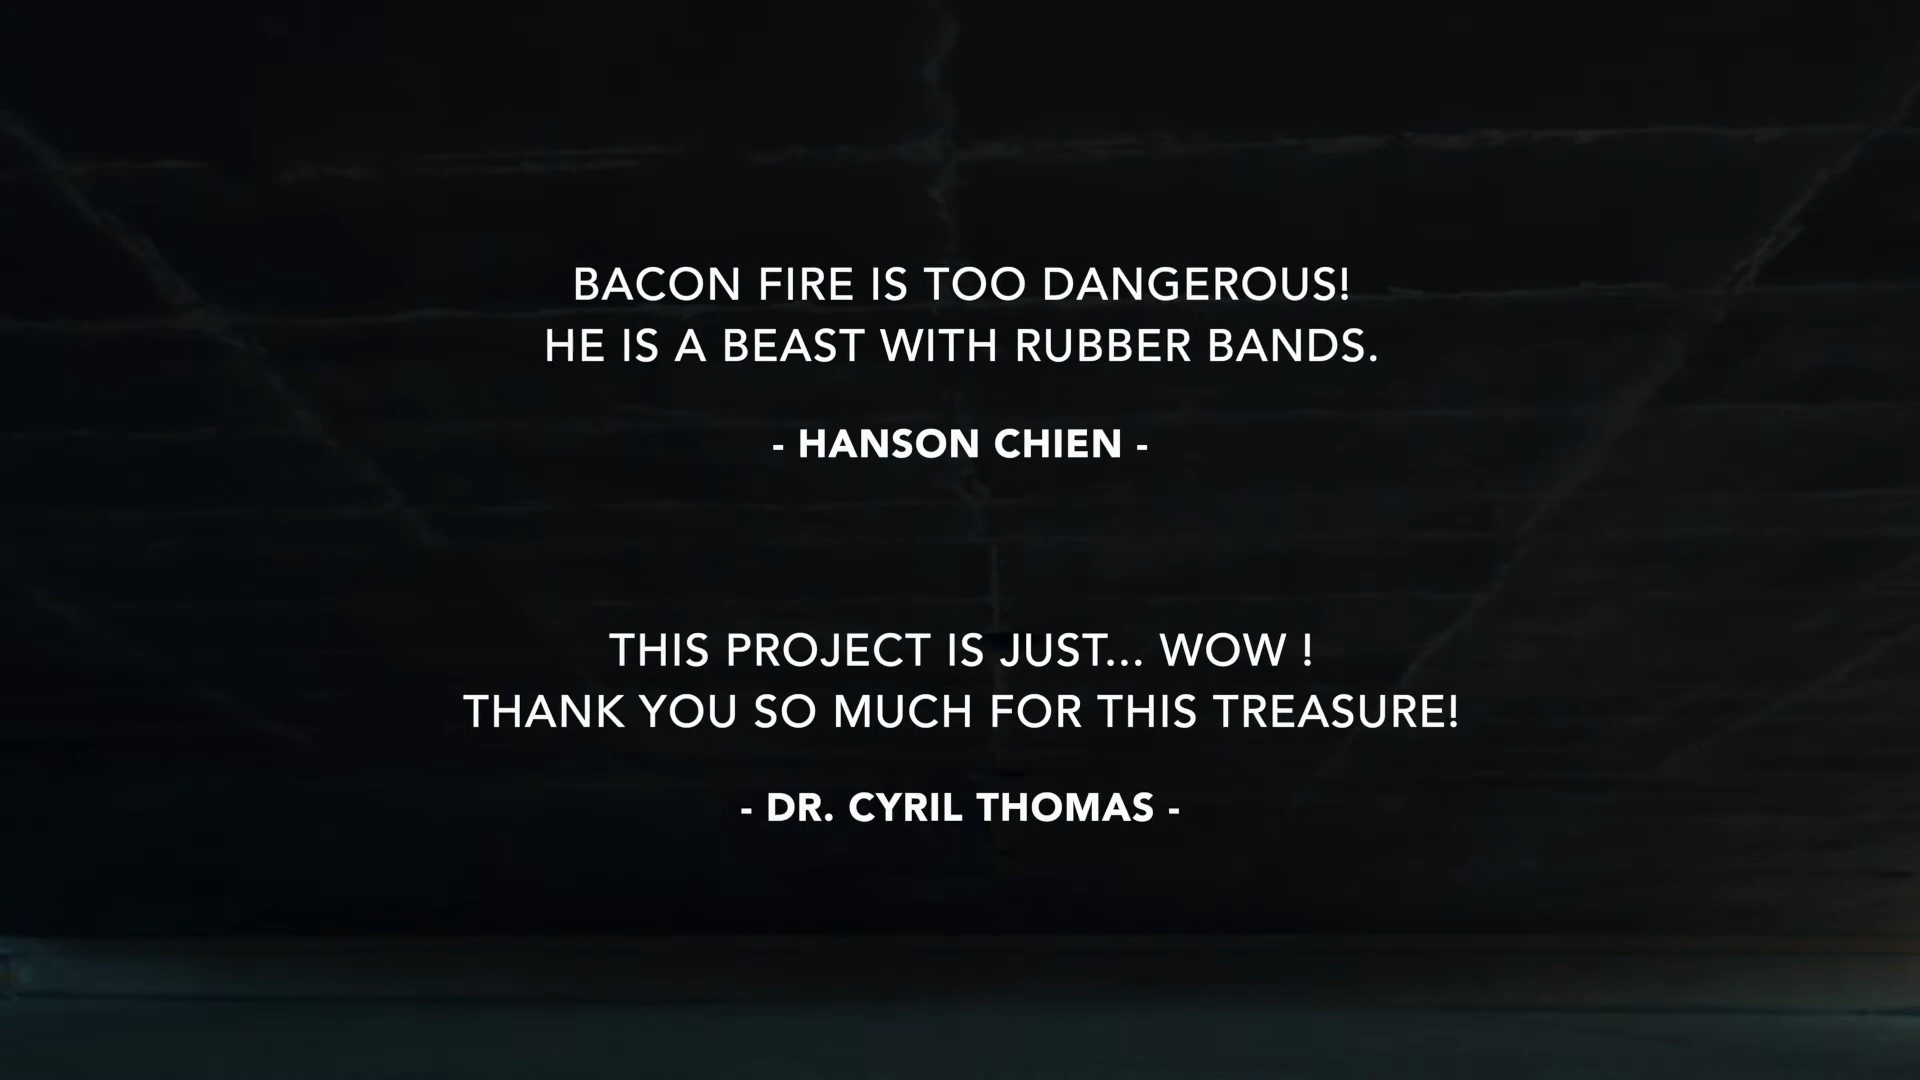 BACON FIRE IS TOO DANGEROUS!
HE IS A BEAST WITH RUBBER BANDS.
- HANSON CHIEN -
THIS PROJECT IS JUST... WOW !
THANK YOU SO MUCH FOR THIS TREASURE!
- DR. CYRIL THOMAS -